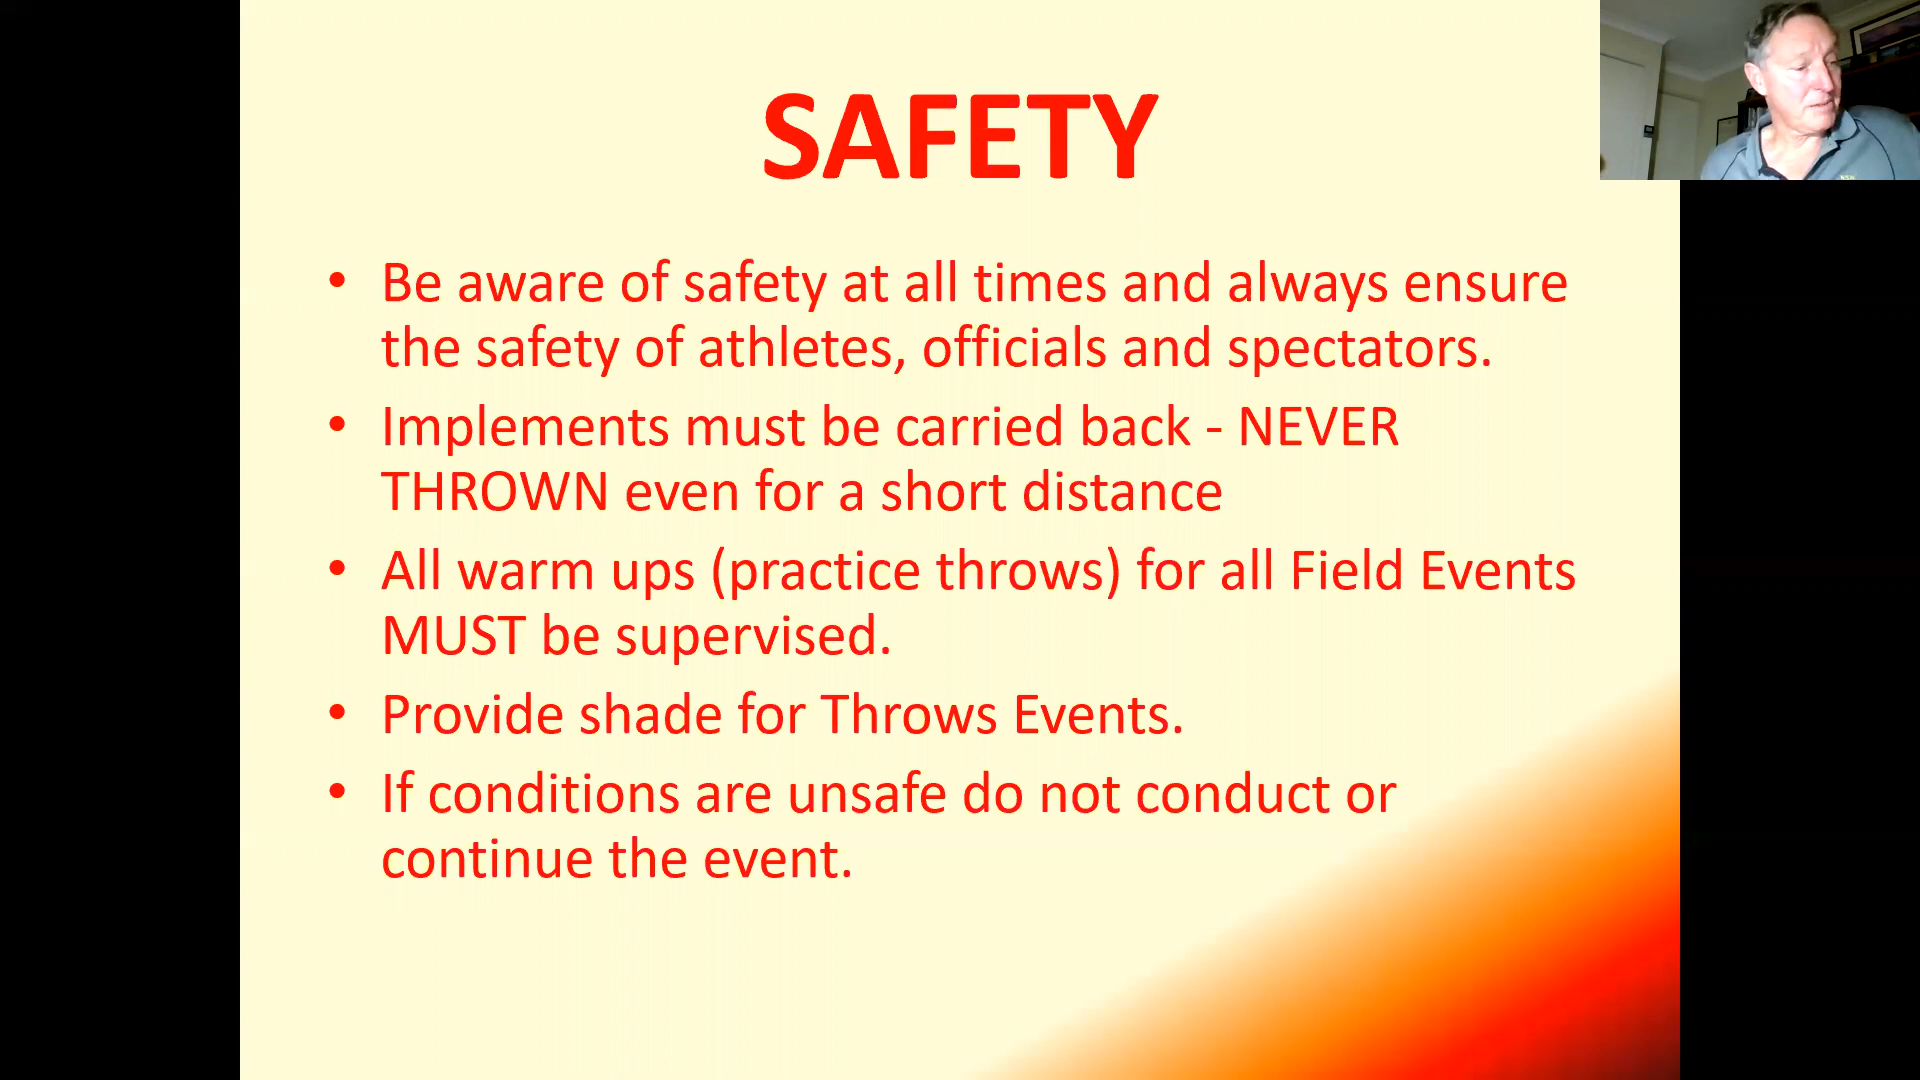 SAFETY
• Be aware of safety at all times and always ensure
the safety of athletes, officials and spectators.
• Implements must be carried back - NEVER
THROWN even for a short distance
• All warm ups (practice throws) for all Field Events
MUST be supervised.
• Provide shade for Throws Events.
• If conditions are unsafe do not conduct or
continue the event.